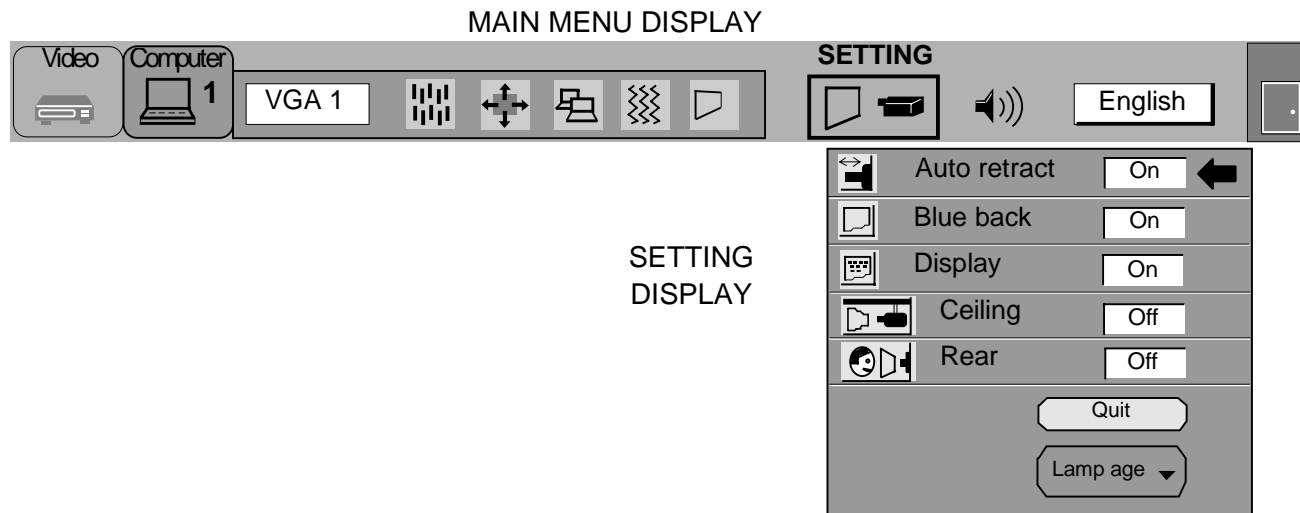 MAIN MENU DISPLAY
Video
Computer
1
VGA 1
SETTING
English
Auto retract On
Blue back On
SETTING
DISPLAY
Display On
Ceiling Off
Rear Off
Quit
Lamp age